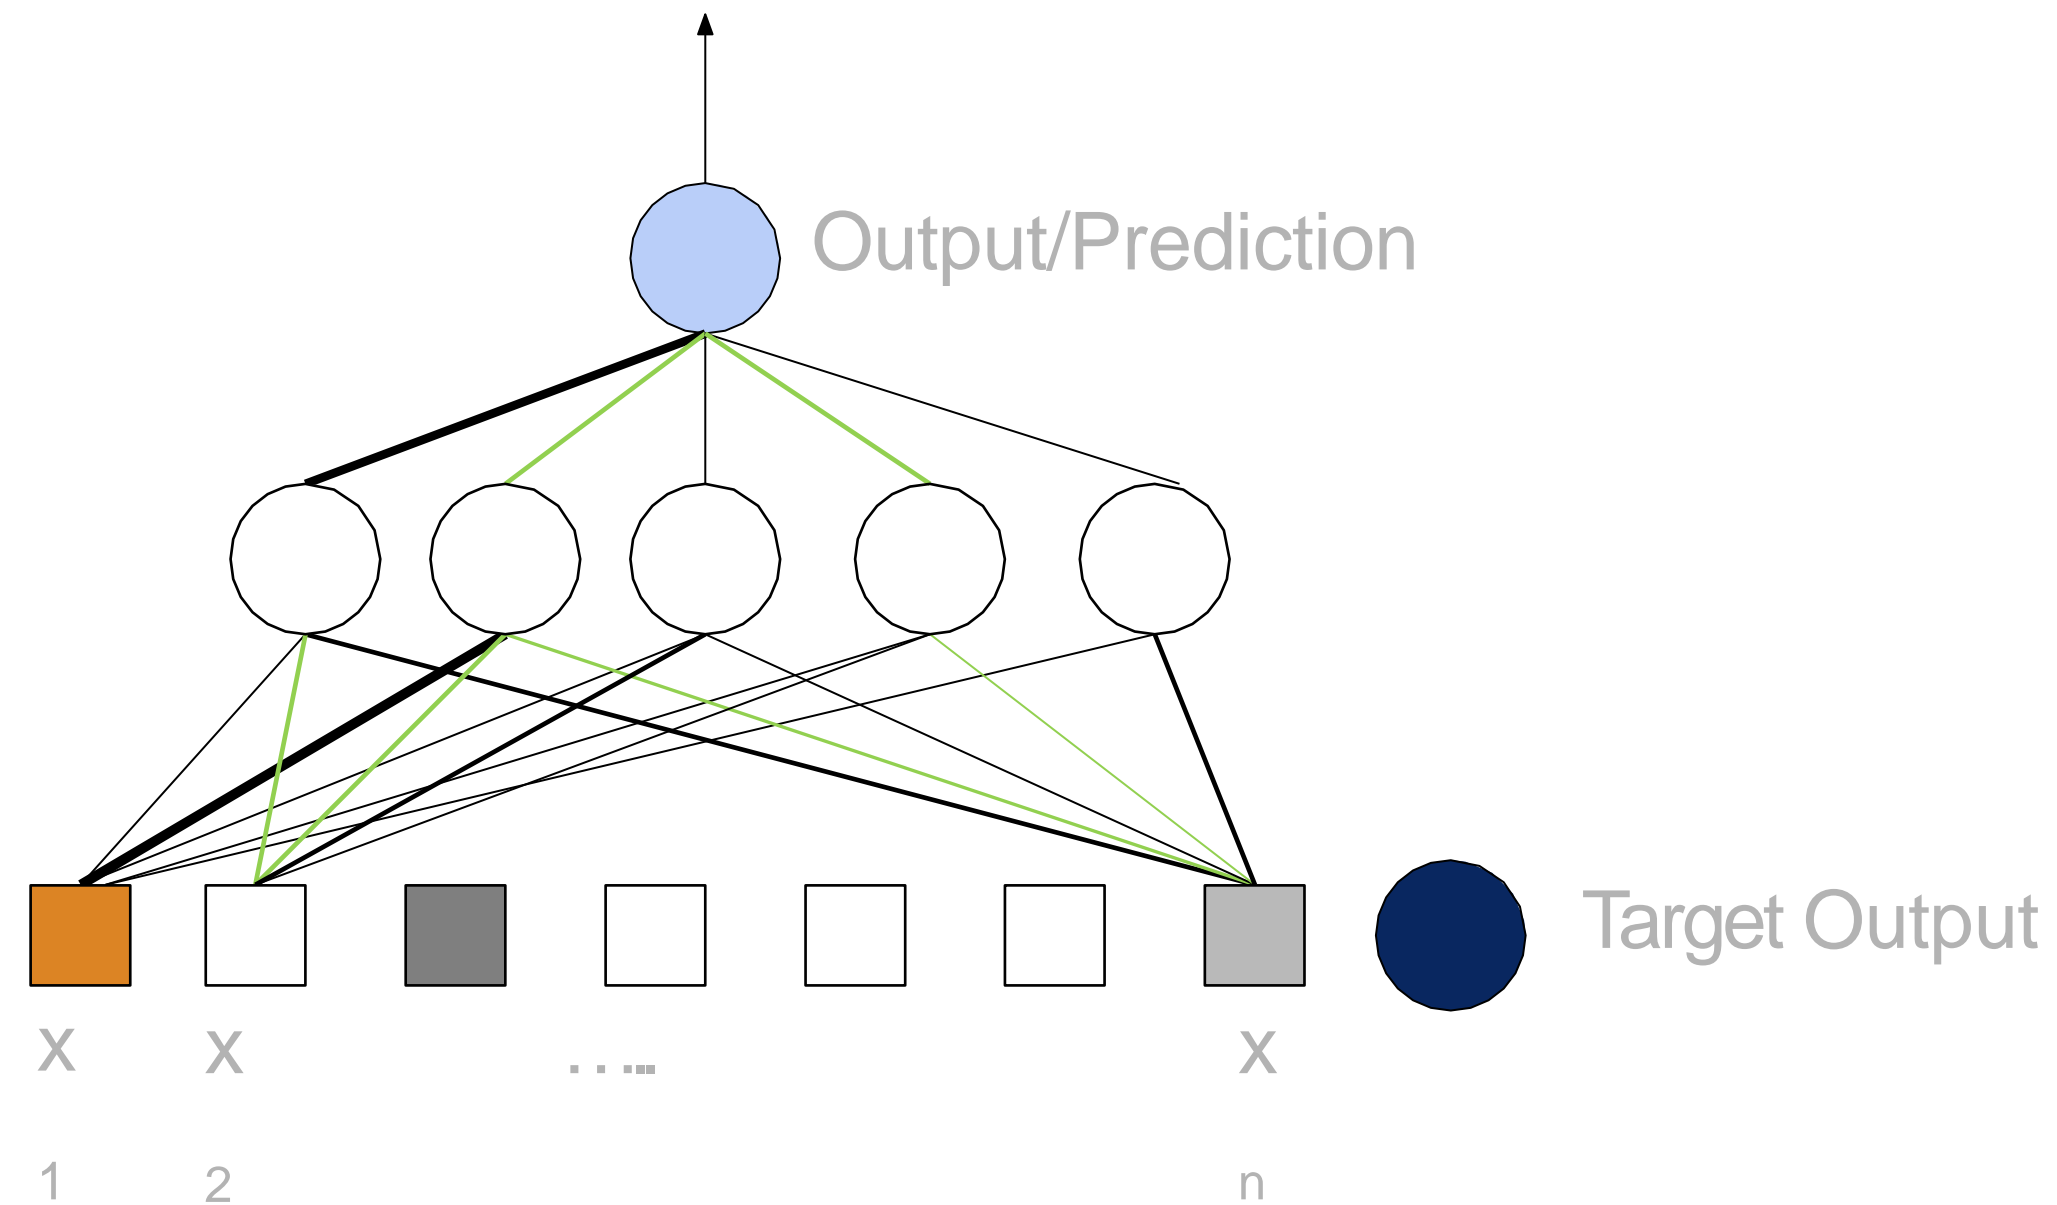 Output/Prediction
Target Output
x x ...... x
1 2 n